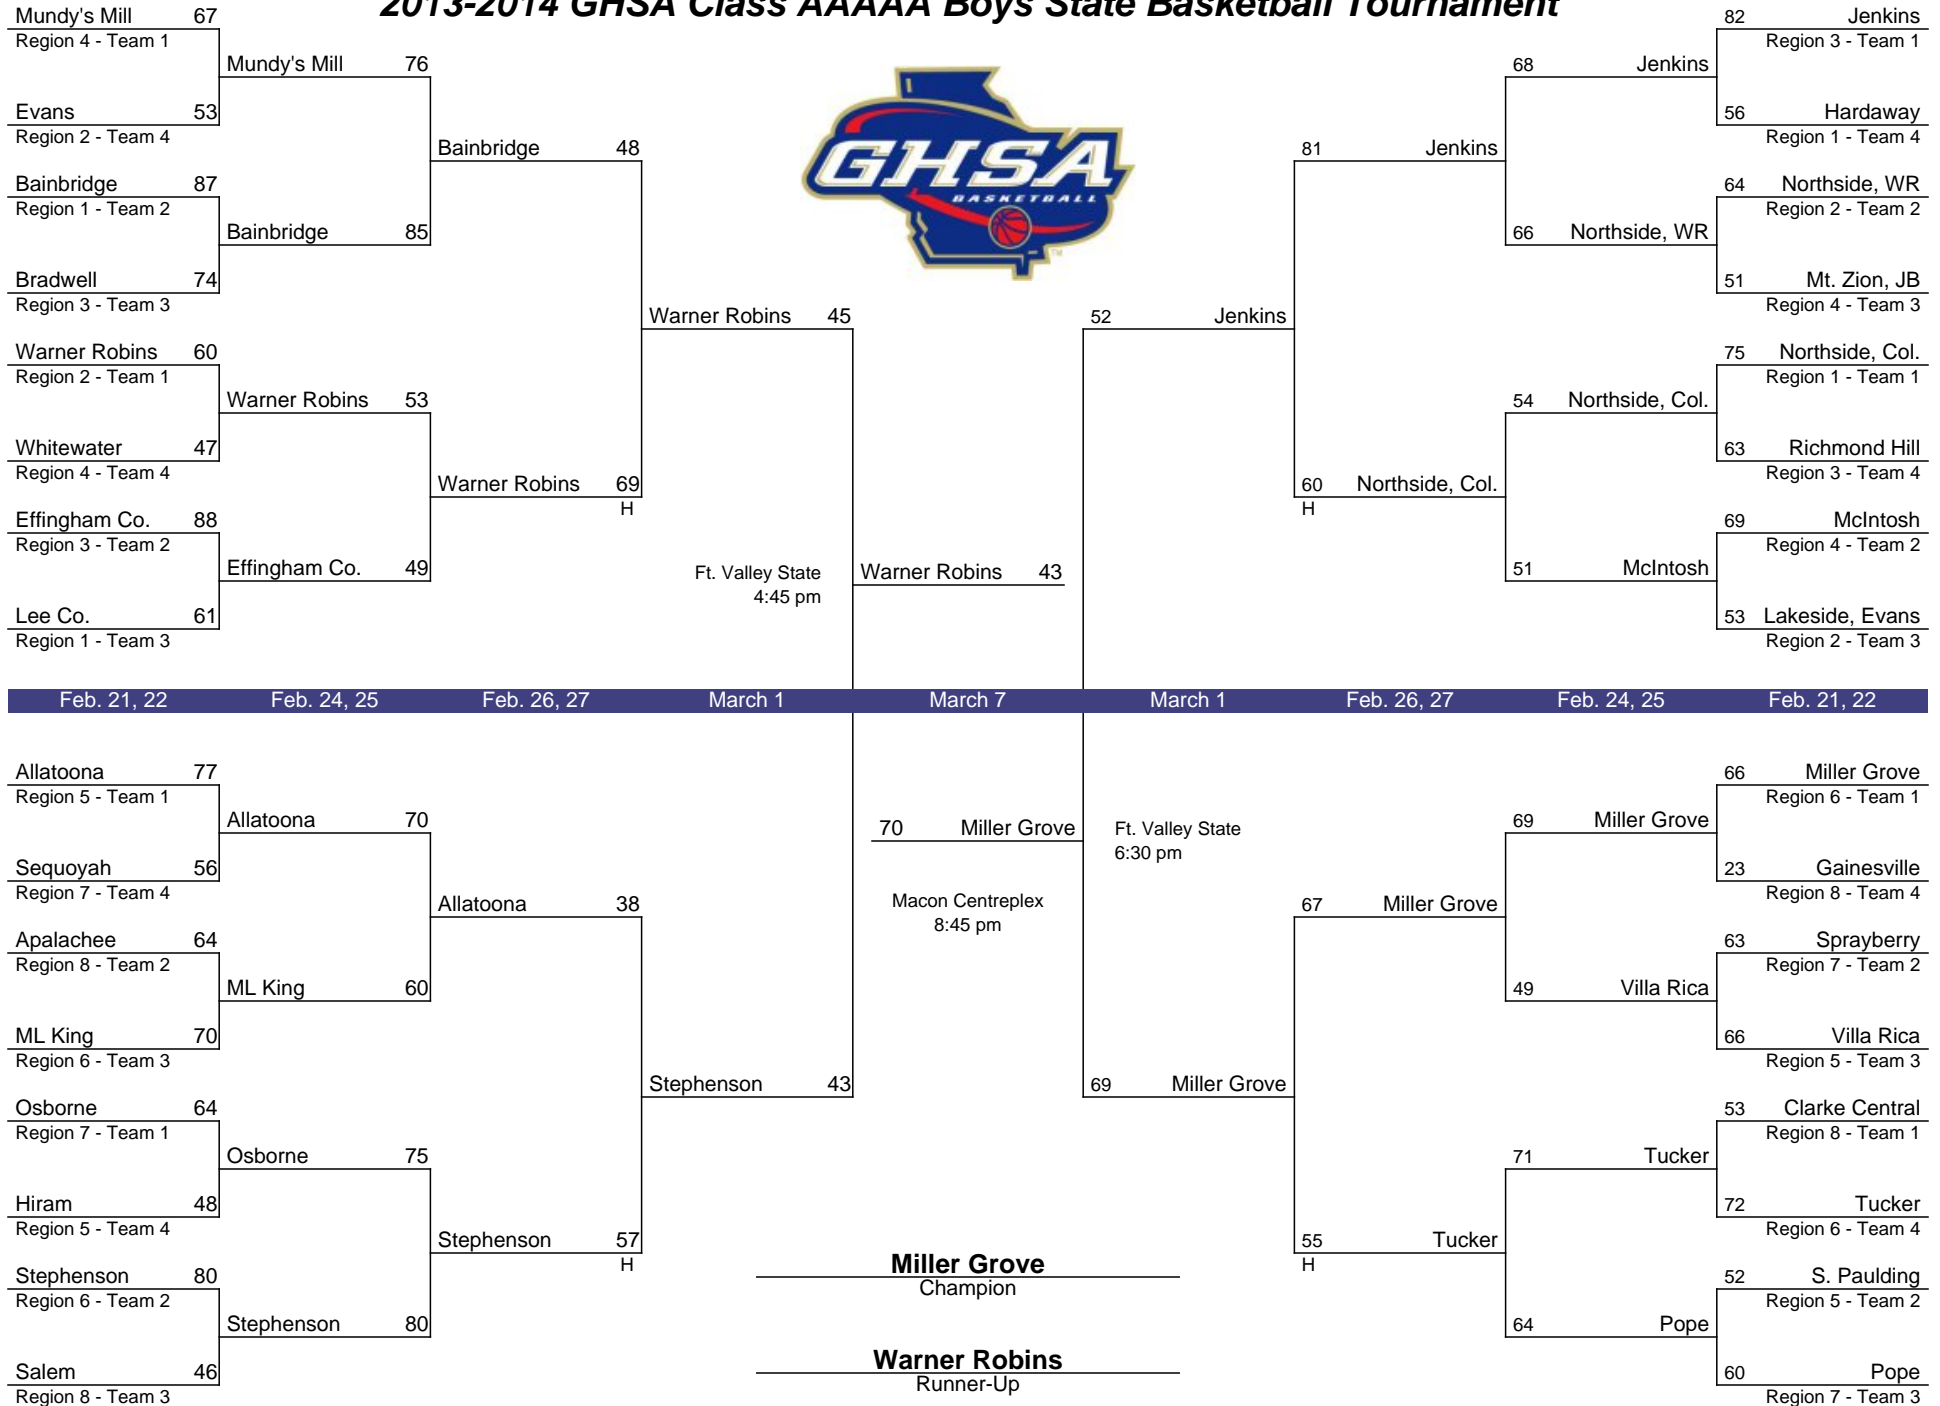 2013-2014 GHSA Class AAAAA Boys State Basketball Tournament
Mundy's Mill 67
Region 4 - Team 1
Evans 53
Region 2 - Team 4
Bainbridge 87
Region 1 - Team 2
Bradwell 74
Region 3 - Team 3
Warner Robins 60
Region 2 - Team 1
Whitewater 47
Region 4 - Team 4
Effingham Co. 88
Region 3 - Team 2
Lee Co. 61
Region 1 - Team 3
Mundy's Mill 76
Bainbridge 85
Warner Robins 53
Effingham Co. 49
Bainbridge 48
Warner Robins 69
H
Warner Robins 45
Ft. Valley State
4:45 pm
Warner Robins 43
GHSA
BASKETBALL
TM
52 Jenkins
81 Jenkins
60 Northside, Col.
H
68 Jenkins
66 Northside, WR
54 Northside, Col.
51 McIntosh
82 Jenkins
Region 3 - Team 1
56 Hardaway
Region 1 - Team 4
64 Northside, WR
Region 2 - Team 2
51 Mt. Zion, JB
Region 4 - Team 3
75 Northside, Col.
Region 1 - Team 1
63 Richmond Hill
Region 3 - Team 4
69 McIntosh
Region 4 - Team 2
53 Lakeside, Evans
Region 2 - Team 3
Feb. 21, 22 Feb. 24, 25 Feb. 26, 27 March 1 March 7 March 1 Feb. 26, 27 Feb. 24, 25 Feb. 21, 22
Allatoona 77
Region 5 - Team 1
Sequoyah 56
Region 7 - Team 4
Apalachee 64
Region 8 - Team 2
ML King 70
Region 6 - Team 3
Osborne 64
Region 7 - Team 1
Hiram 48
Region 5 - Team 4
Stephenson 80
Region 6 - Team 2
Salem 46
Region 8 - Team 3
Allatoona 70
ML King 60
Osborne 75
Stephenson 80
Allatoona 38
Stephenson 57
H
Stephenson 43
70 Miller Grove
Macon Centreplex
8:45 pm
Ft. Valley State
6:30 pm
69 Miller Grove
67 Miller Grove
55 Tucker
H
69 Miller Grove
49 Villa Rica
71 Tucker
64 Pope
66 Miller Grove
Region 6 - Team 1
23 Gainesville
Region 8 - Team 4
63 Sprayberry
Region 7 - Team 2
66 Villa Rica
Region 5 - Team 3
53 Clarke Central
Region 8 - Team 1
72 Tucker
Region 6 - Team 4
52 S. Paulding
Region 5 - Team 2
60 Pope
Region 7 - Team 3
Miller Grove
Champion
Warner Robins
Runner-Up